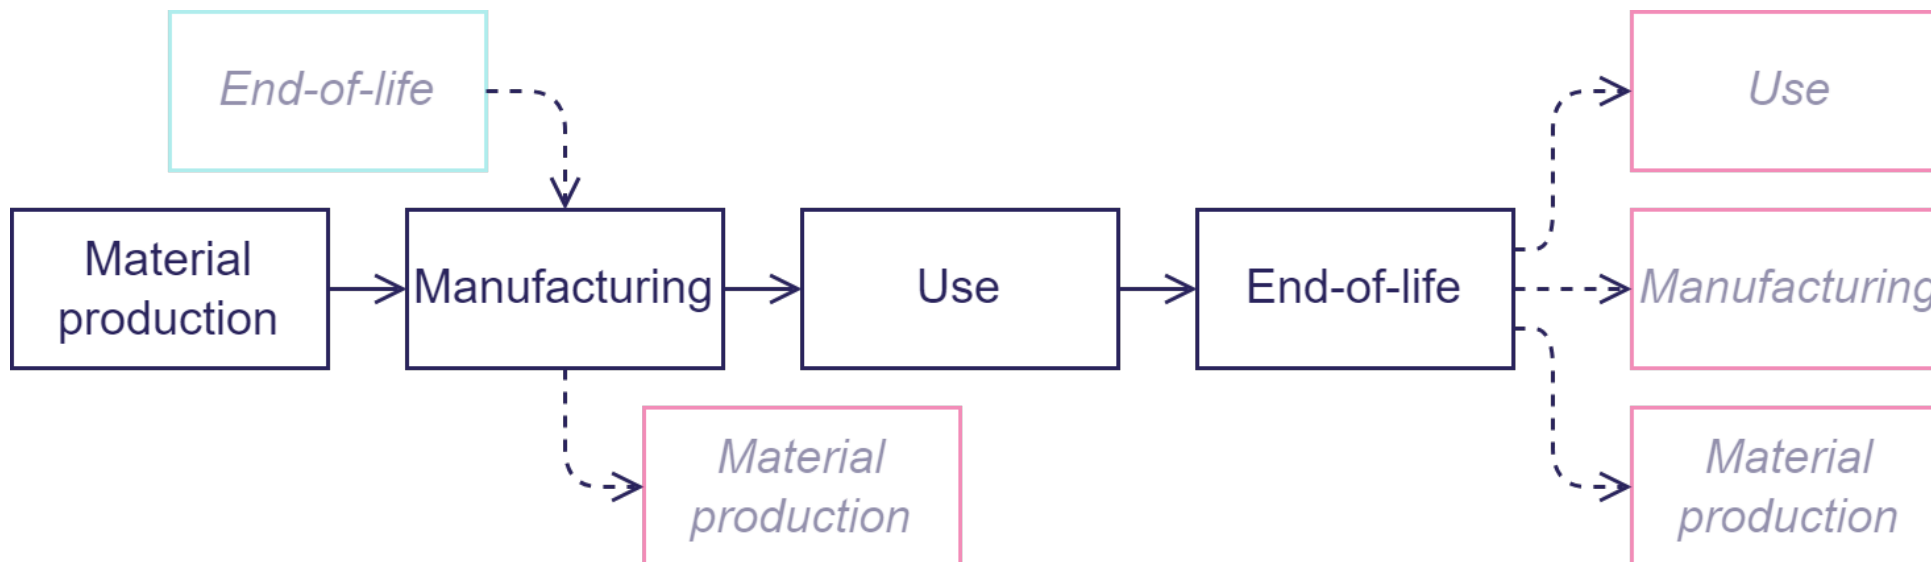 End-of-life
Use
Material
production
Manufacturing
Use
End-of-life
Manufacturing
Material
production
Material
production